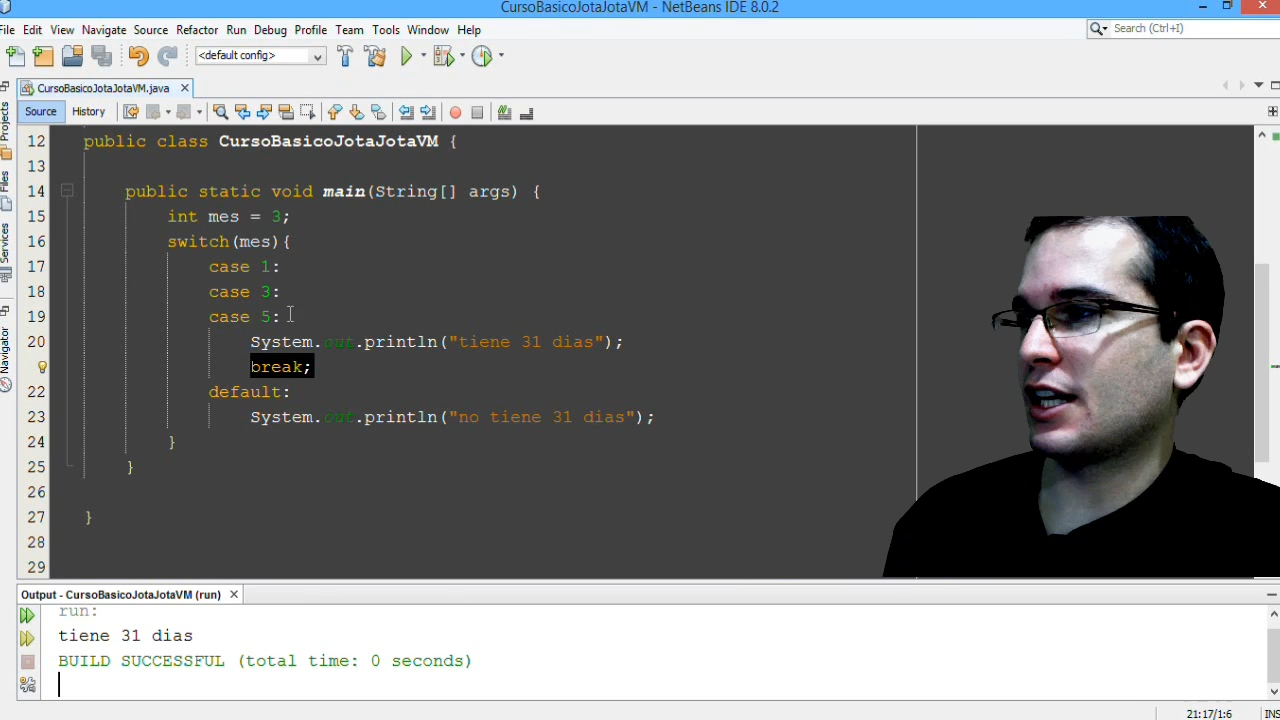 CursoBasicoJotaJotaVM - NetBeans IDE 8.0.2
File Edit View Navigate Source Refactor Run Debug Profile Team Tools Window Help
Search (Ctrl+I)
<default config>
CursoBasicoJotaJotaVM.java
Source History
Projects
Files
Services
Navigator
12 public class CursoBasicoJotaJotaVM {
13
14 public static void main(String[] args) {
15 int mes = 3;
16 switch(mes){
17 case 1:
18 case 3:
19 case 5:
20 System.out.println("tiene 31 dias");
break;
22 default:
23 System.out.println("no tiene 31 dias");
24 }
25 }
26
27 }
28
29
Output - CursoBasicoJotaJotaVM (run)
run:
tiene 31 dias
BUILD SUCCESSFUL (total time: 0 seconds)
21:17/1:6 INS